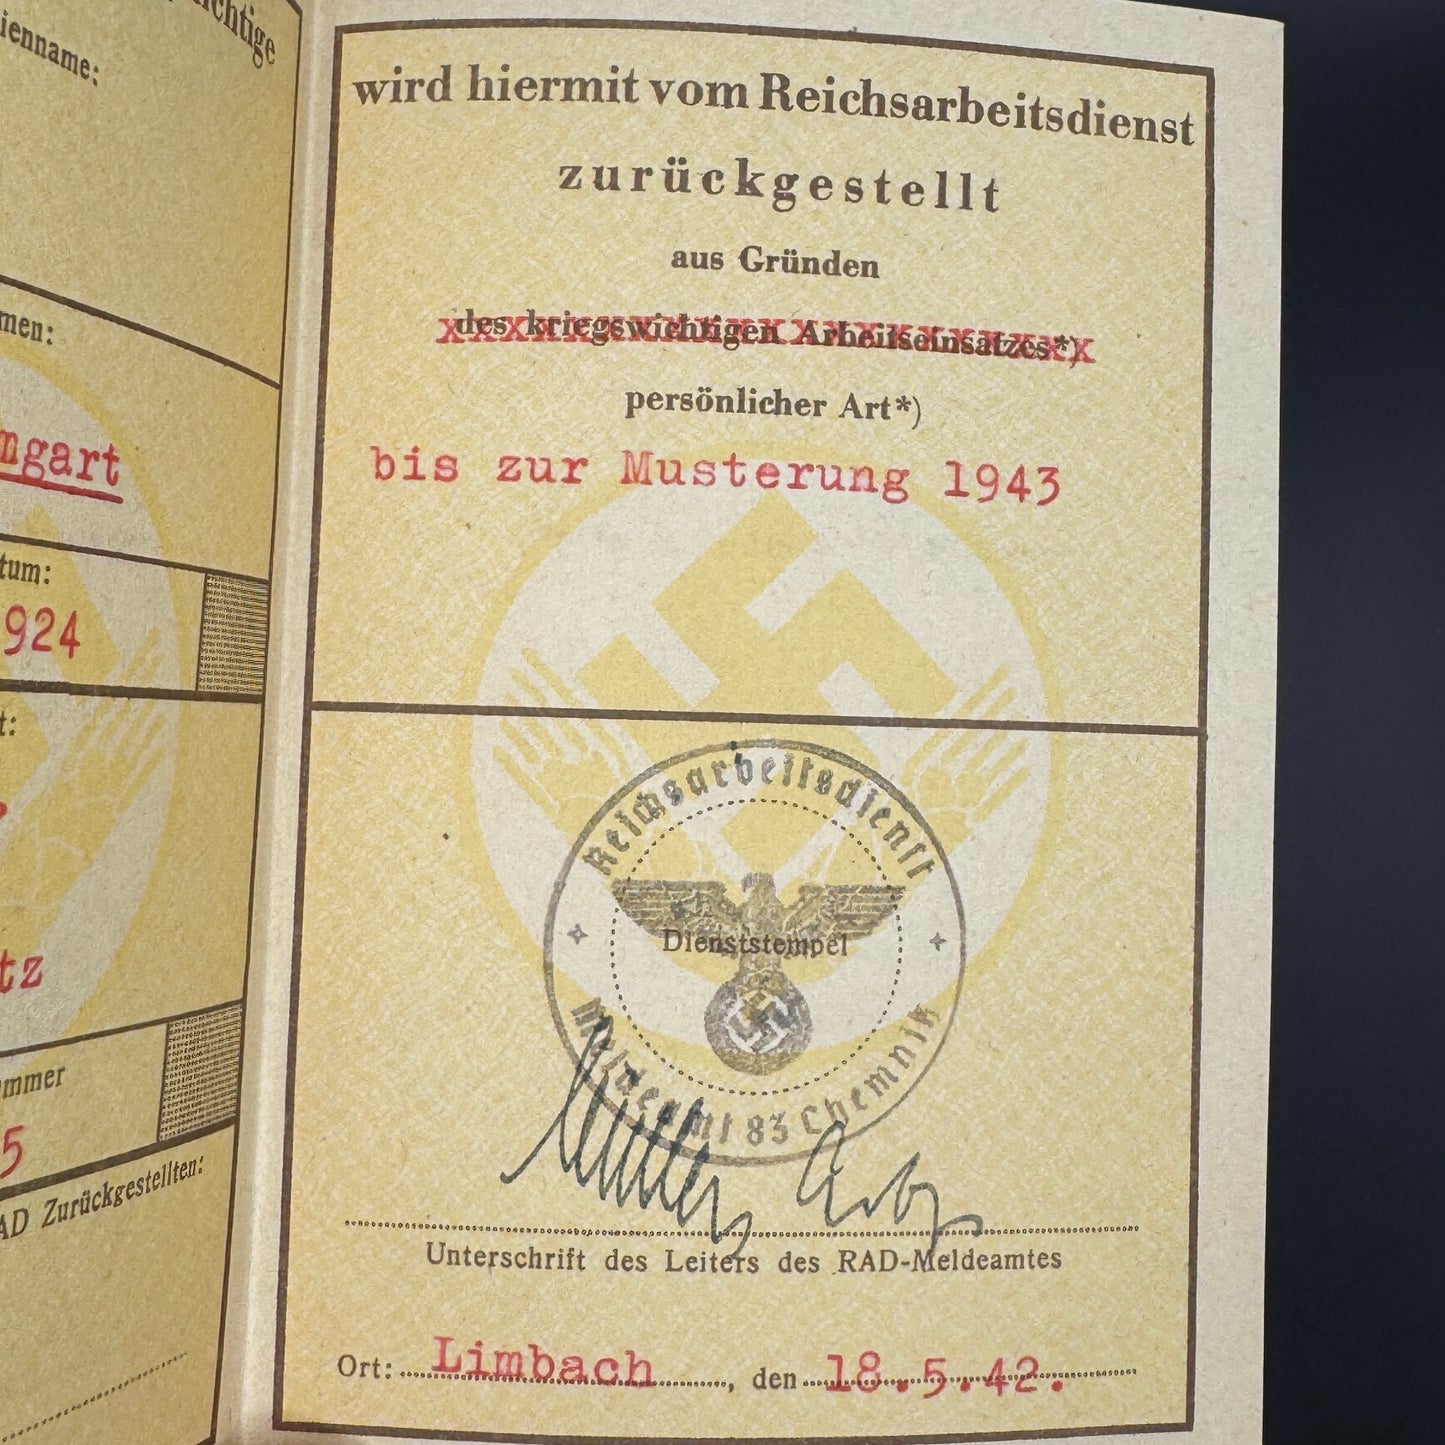 ichtige
ienname:
men:
ngart
tum:
924
t:
tz
ummer
5
AD Zurückgestellten:
wird hiermit vom Reichsarbeitsdienst
zurückgestellt
aus Gründen
des kriegswichtigen Arbeitseinsatzes*)
persönlicher Art*)
bis zur Musterung 1943
Reichsarbeitsdienst
Dienststempel
Meldeamt 83 Chemnitz
Unterschrift des Leiters des RAD-Meldeamtes
Ort: Limbach, den 18.5.42.